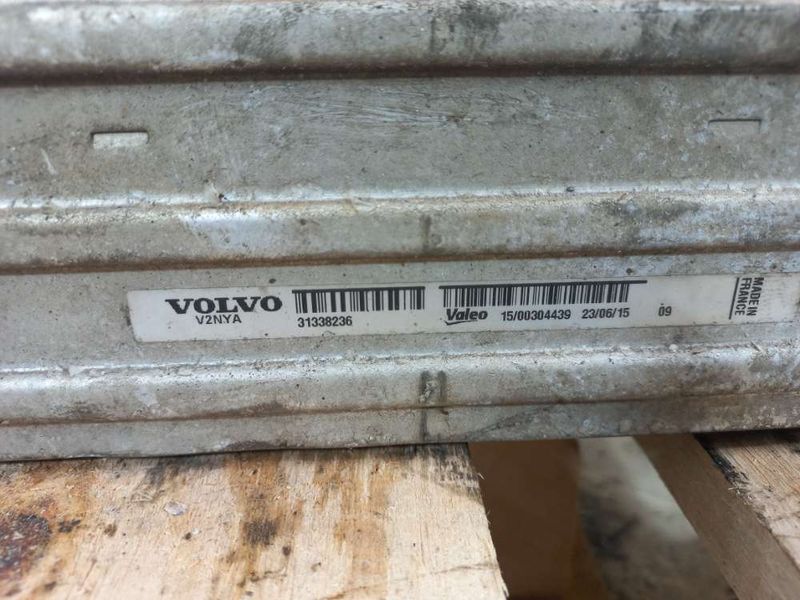 VOLVO
V2NYA
31338236
Valeo 15/00304439 23/06/15 09
MADE IN
FRANCE